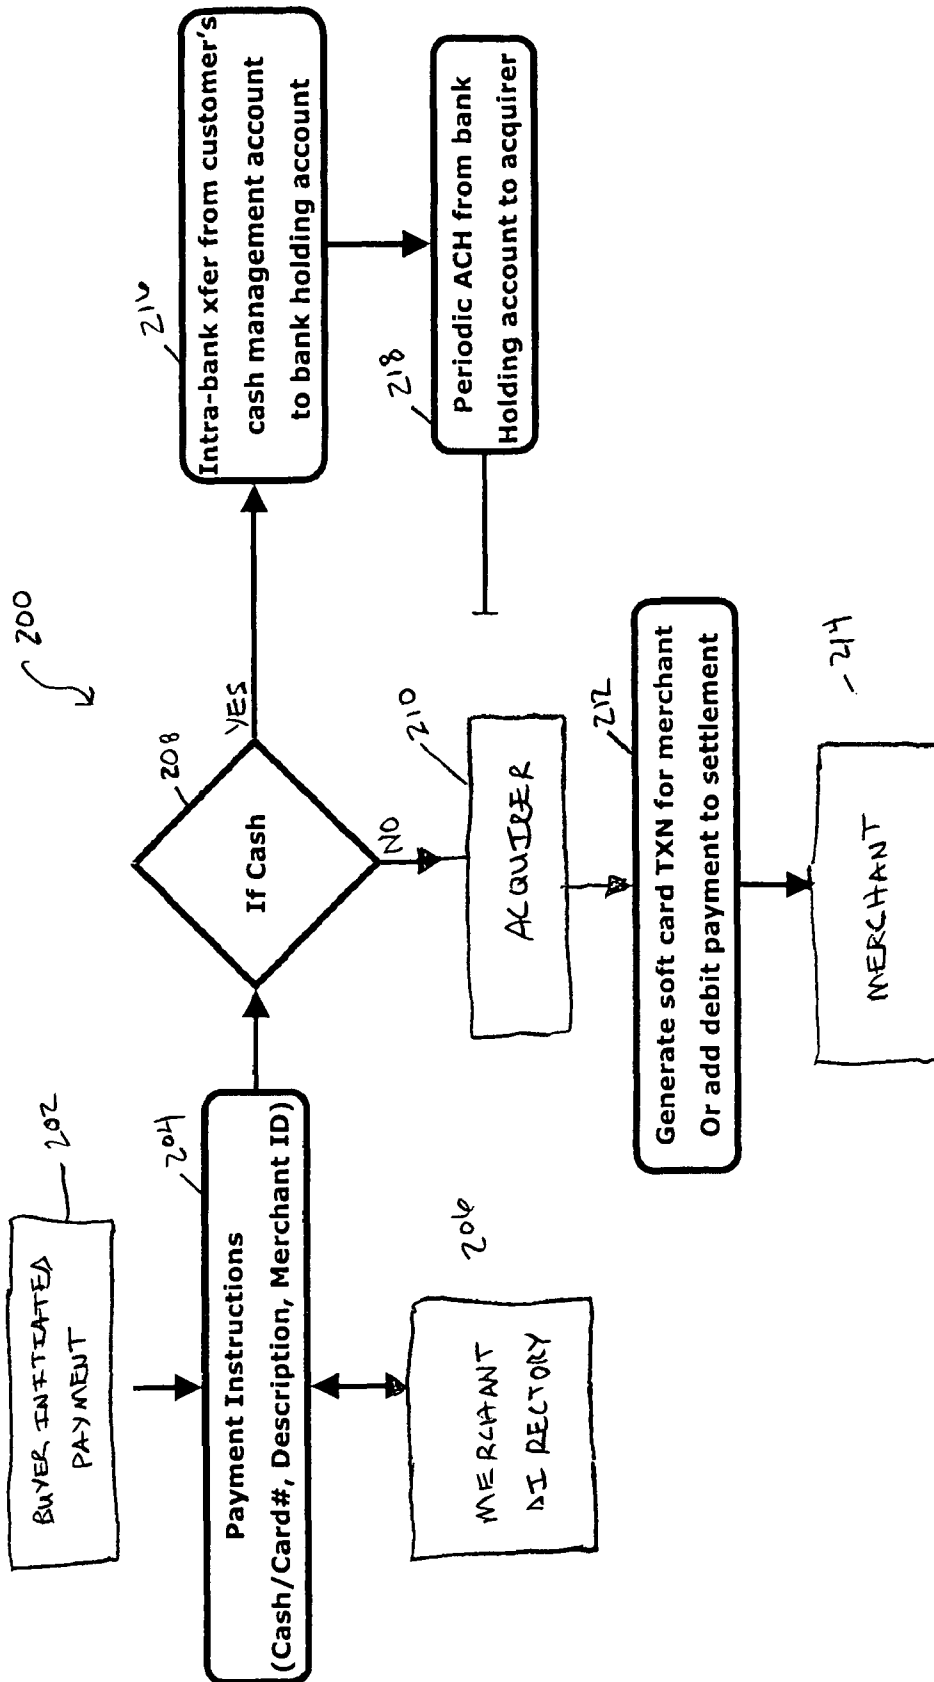 200
BUYER INITIATED
PAYMENT
202
204
Payment Instructions
(Cash/Card#, Description, Merchant ID)
206
MERCHANT
DIRECTORY
208
If Cash
YES
NO
210
ACQUIRER
212
Generate soft card TXN for merchant
Or add debit payment to settlement
214
MERCHANT
216
Intra-bank xfer from customer's
cash management account
to bank holding account
218
Periodic ACH from bank
Holding account to acquirer